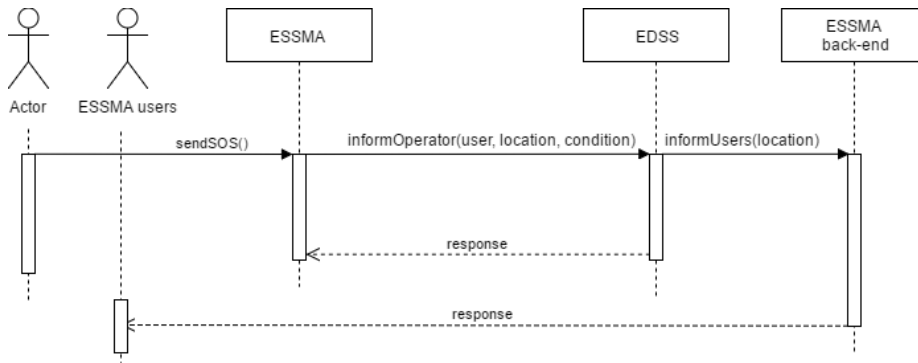 ESSMA
EDSS
ESSMA
back-end
Actor
ESSMA users
sendSOS()
informOperator(user, location, condition)
informUsers(location)
response
response